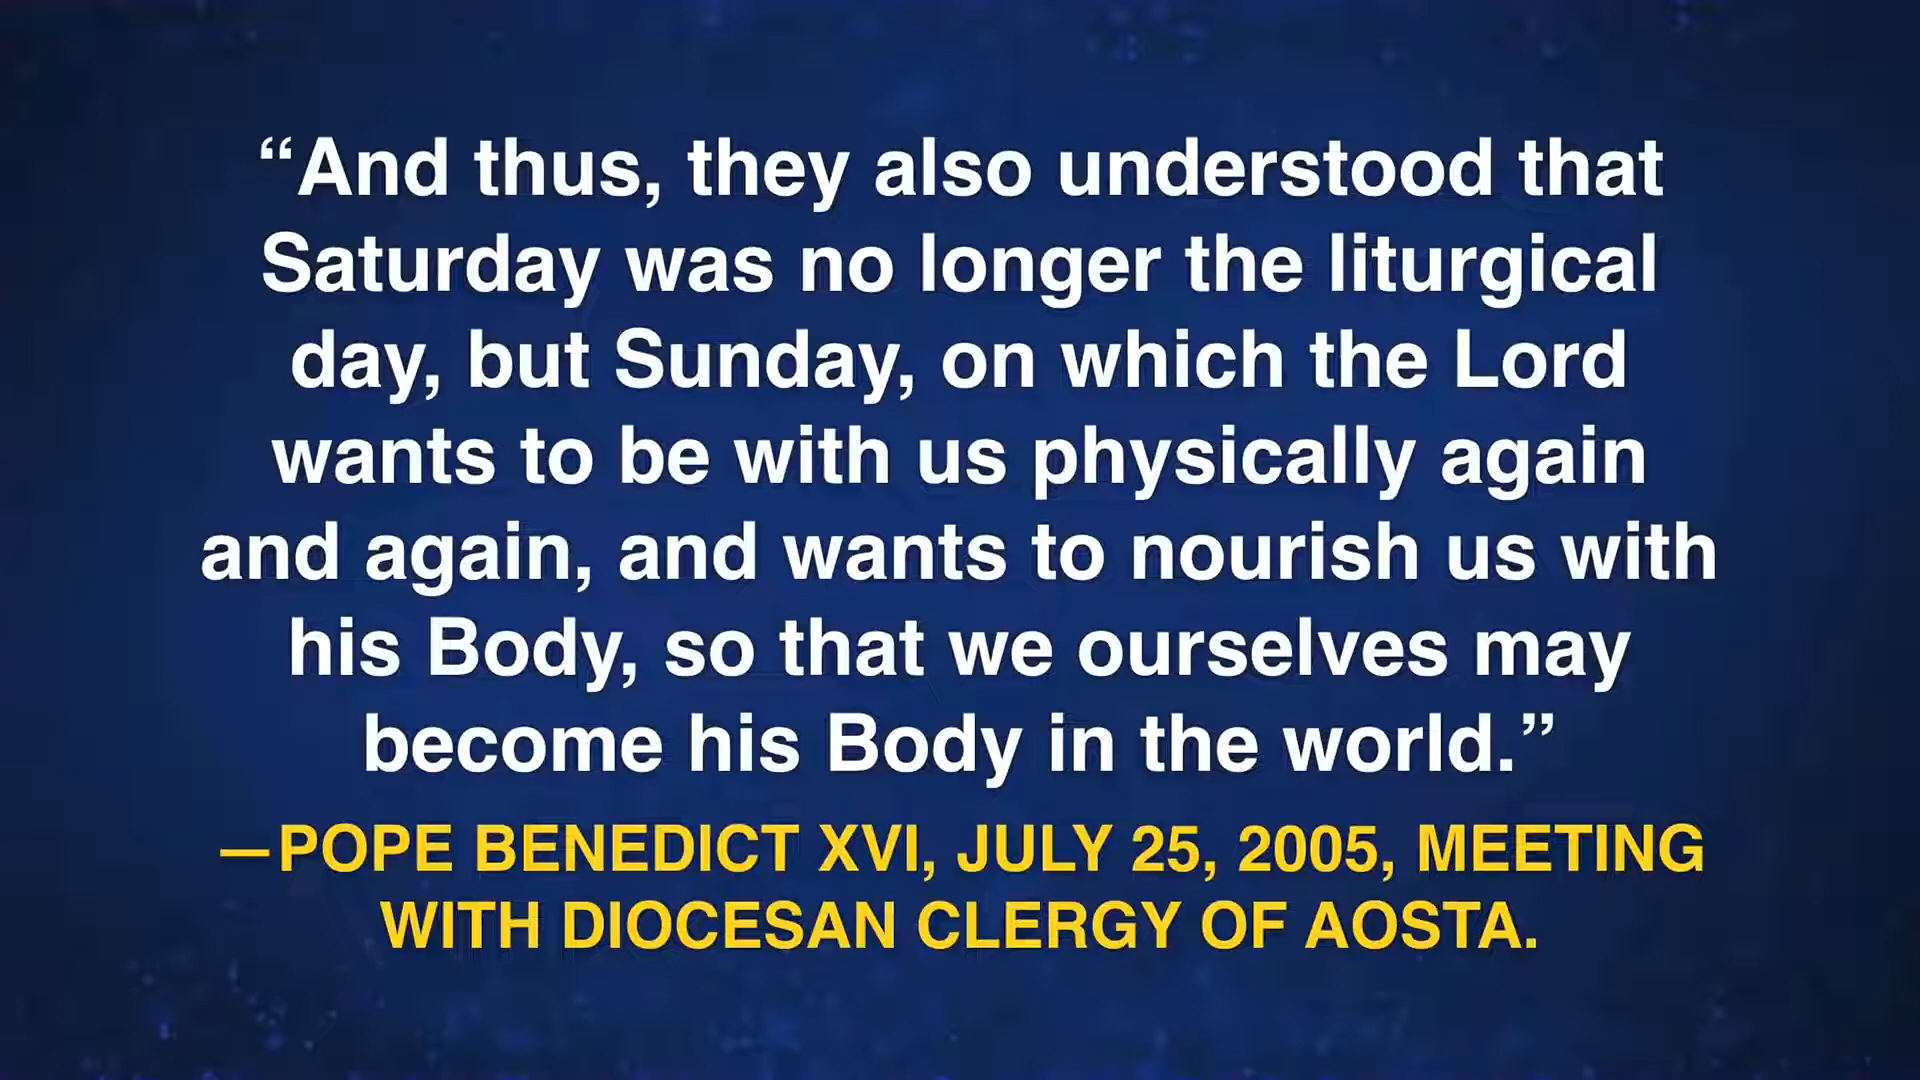 “And thus, they also understood that
Saturday was no longer the liturgical
day, but Sunday, on which the Lord
wants to be with us physically again
and again, and wants to nourish us with
his Body, so that we ourselves may
become his Body in the world.”
—POPE BENEDICT XVI, JULY 25, 2005, MEETING
WITH DIOCESAN CLERGY OF AOSTA.